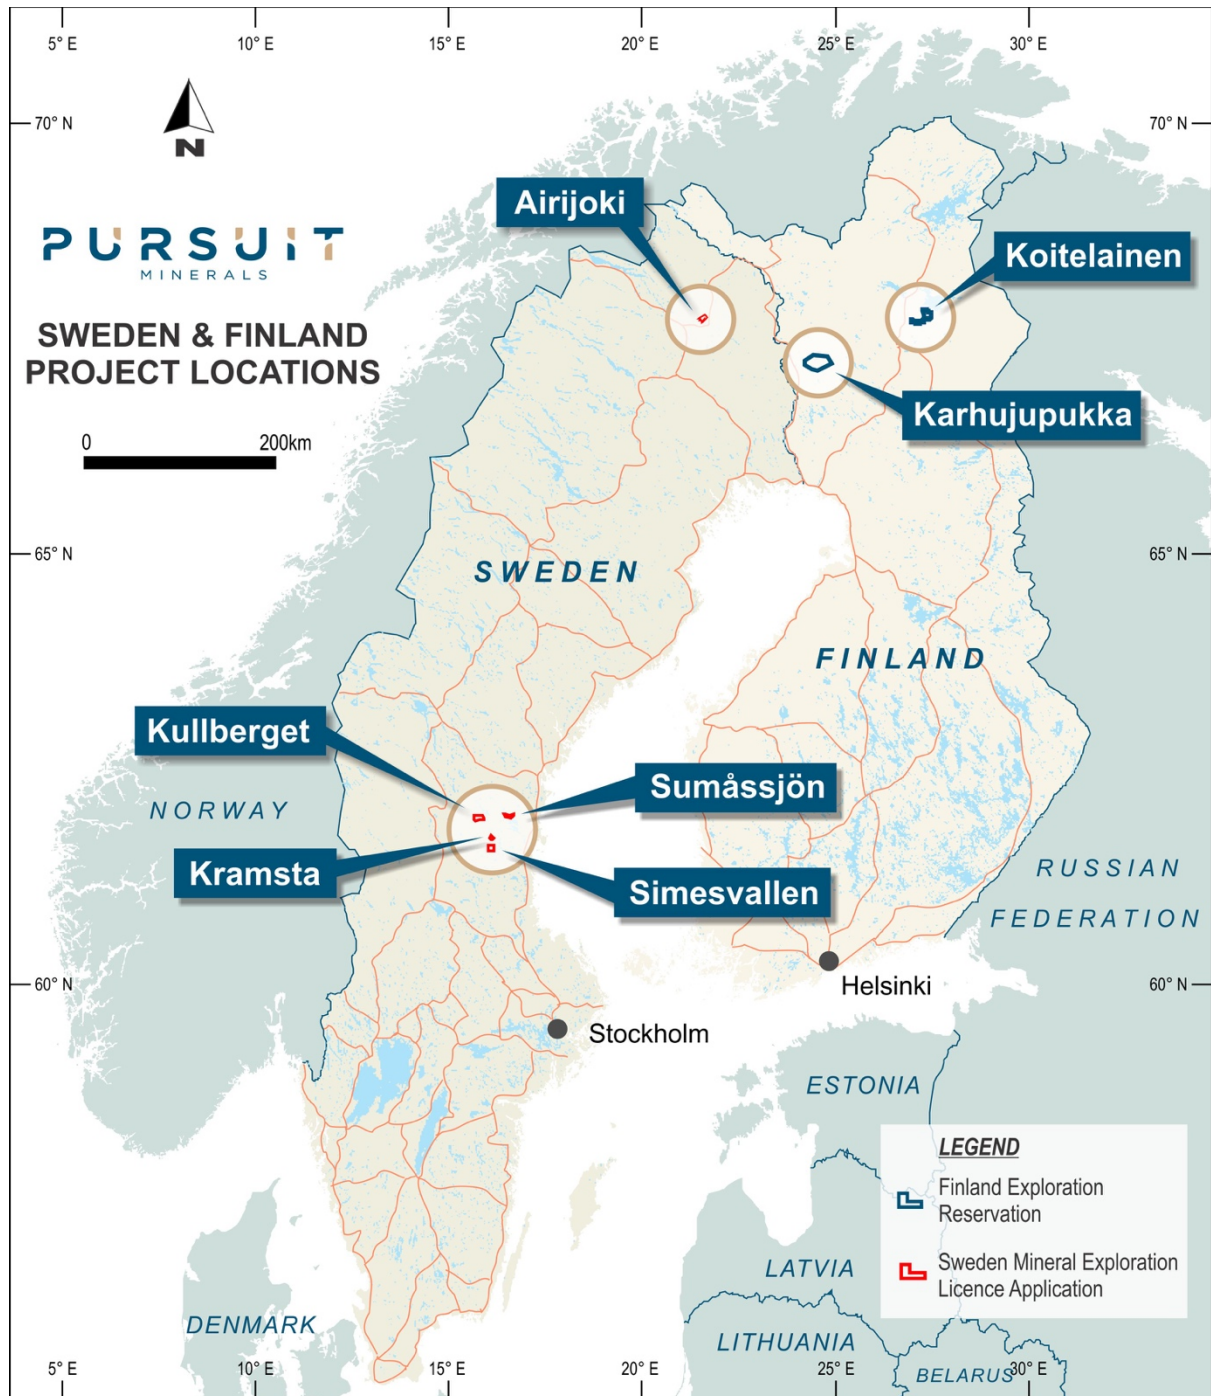 5° E 10° E 15° E 20° E 25° E 30° E
70° N 70° N
N
Airijoki
PURSUIT
MINERALS
Koitelainen
SWEDEN & FINLAND
PROJECT LOCATIONS
Karhujupukka
0 200km
65° N 65° N
SWEDEN
FINLAND
Kullberget
Sumåssjön
NORWAY
Kramsta
Simesvallen
RUSSIAN
FEDERATION
60° N 60° N
Helsinki
Stockholm
ESTONIA
LEGEND
Finland Exploration
Reservation
Sweden Mineral Exploration
Licence Application
LATVIA
DENMARK
LITHUANIA
BELARUS
5° E 10° E 15° E 20° E 25° E 30° E